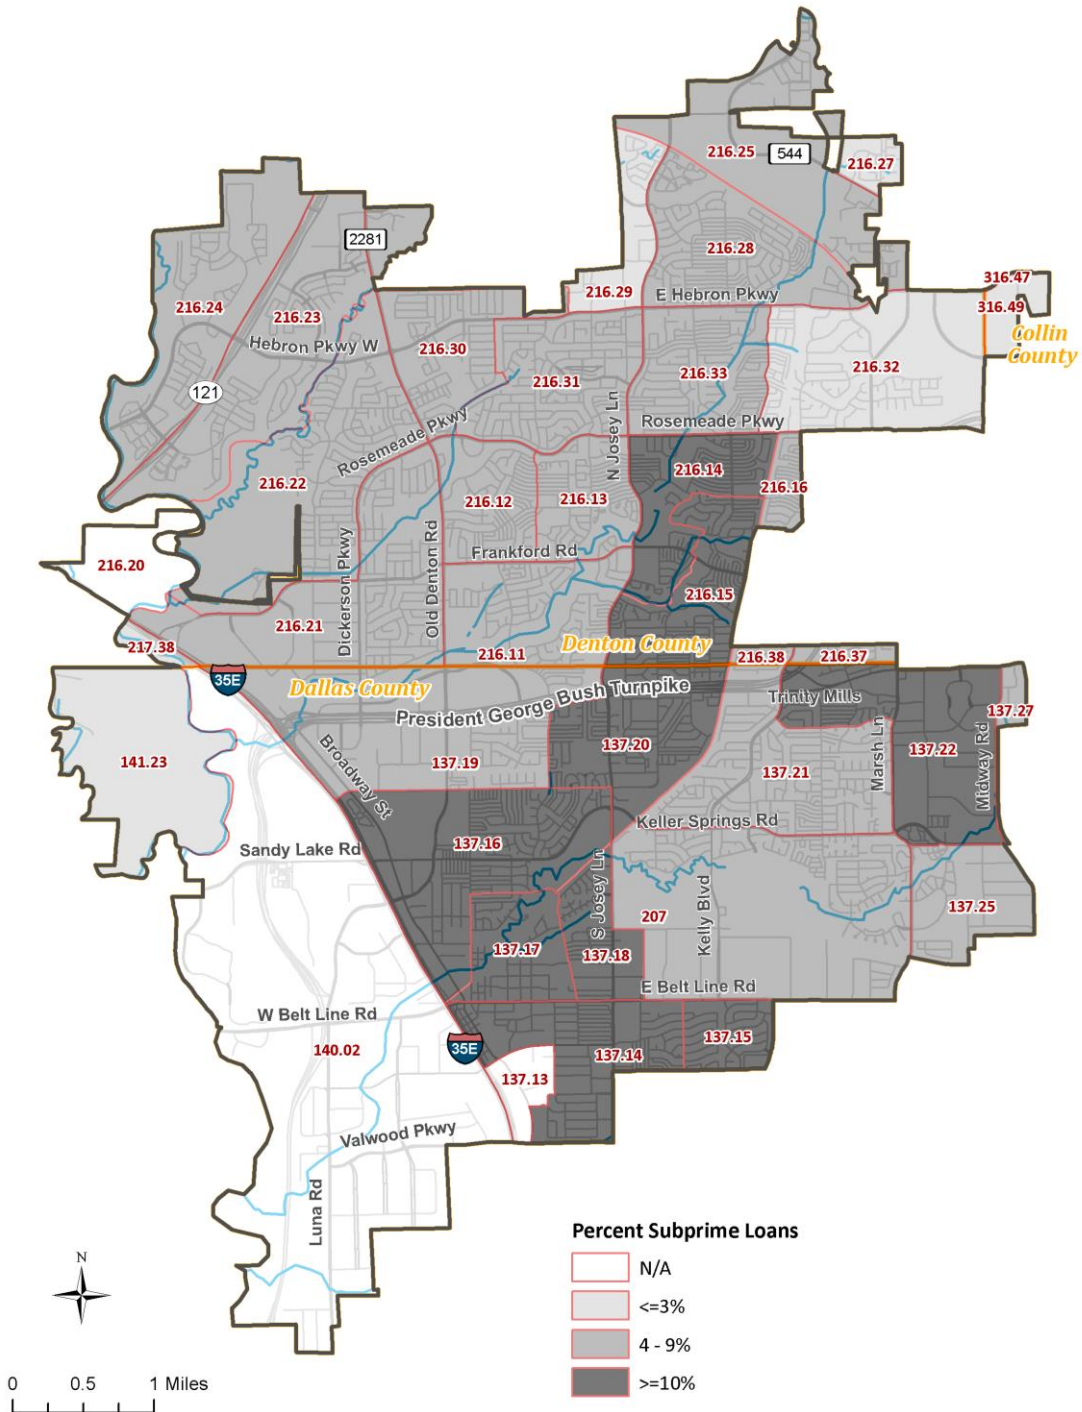 216.25
544
216.27
2281
216.28
216.24
216.23
216.29
E Hebron Pkwy
316.47
316.49
Hebron Pkwy W
216.30
Collin
County
121
216.31
216.33
216.32
N Josey Ln
Rosemeade Pkwy
Rosemeade Pkwy
216.22
216.12
216.13
216.14
216.16
216.20
Dickerson Pkwy
Old Denton Rd
Frankford Rd
216.15
216.21
217.38
216.11
Denton County
216.38
216.37
35E
Dallas County
President George Bush Turnpike
Trinity Mills
137.27
141.23
Broadway St
137.19
137.20
137.21
Marsh Ln
137.22
Midway Rd
Sandy Lake Rd
137.16
Keller Springs Rd
S Josey Ln
Kelly Blvd
207
137.25
137.17
137.18
E Belt Line Rd
W Belt Line Rd
140.02
35E
137.13
137.14
137.15
Valwood Pkwy
Luna Rd
Percent Subprime Loans
N/A
<=3%
4 - 9%
>=10%
N
0 0.5 1 Miles